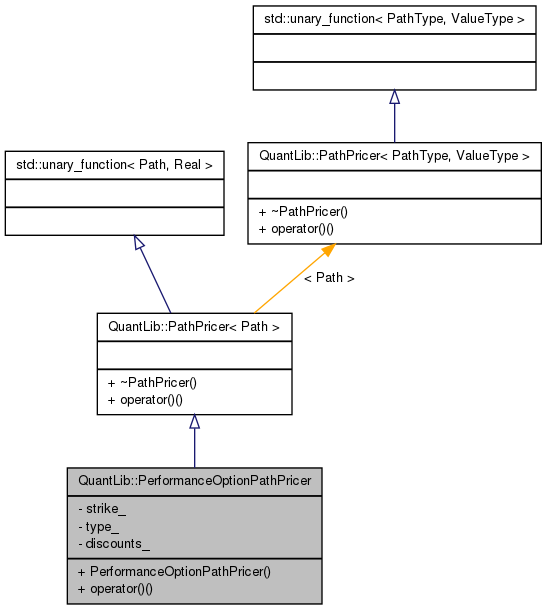 std::unary_function< PathType, ValueType >
QuantLib::PathPricer< PathType, ValueType >
+ ~PathPricer()
+ operator()()
std::unary_function< Path, Real >
< Path >
QuantLib::PathPricer< Path >
+ ~PathPricer()
+ operator()()
QuantLib::PerformanceOptionPathPricer
- strike_
- type_
- discounts_
+ PerformanceOptionPathPricer()
+ operator()()